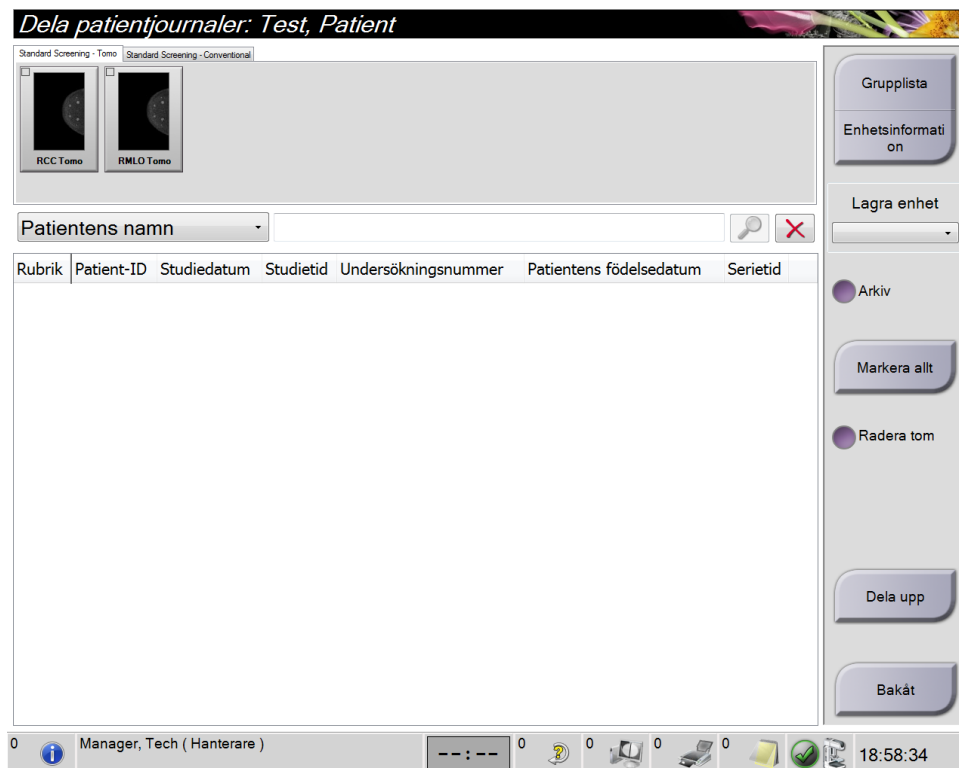 Dela patientjournaler: Test, Patient
Standard Screening - Tomo
Standard Screening - Conventional
RCC Tomo
RMLO Tomo
Grupplista
Enhetsinformati
on
Lagra enhet
Patientens namn
Rubrik Patient-ID Studiedatum Studietid Undersökningsnummer Patientens födelsedatum Serietid
Arkiv
Markera allt
Radera tom
Dela upp
Bakåt
0 Manager, Tech ( Hanterare ) --:-- 0 0 0 0 18:58:34